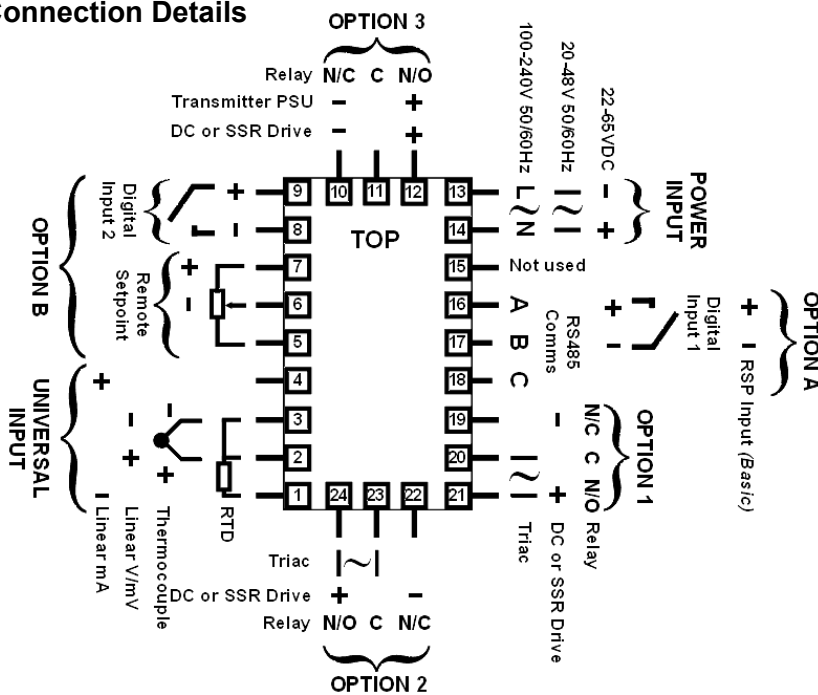 Connection Details
OPTION 3
Relay N/C C N/O
Transmitter PSU – +
DC or SSR Drive – +
100-240V 50/60Hz L ~ N
20-48V 50/60Hz ~
22-65VDC – +
POWER INPUT
9 10 11 12 13
8 14
TOP
7 15 Not used
6 16 A
5 17 B
4 18 C
3 19
2 20
1 24 23 22 21
Digital Input 2 + –
Remote Setpoint + –
OPTION B
RS485 Comms
+ – Digital Input 1
+ – RSP Input (Basic)
OPTION A
UNIVERSAL INPUT
RTD
– + Thermocouple
– + Linear V/mV
+ – Linear mA
OPTION 1
~ Triac
– + DC or SSR Drive
N/C C N/O Relay
Triac ~
DC or SSR Drive + –
Relay N/O C N/C
OPTION 2